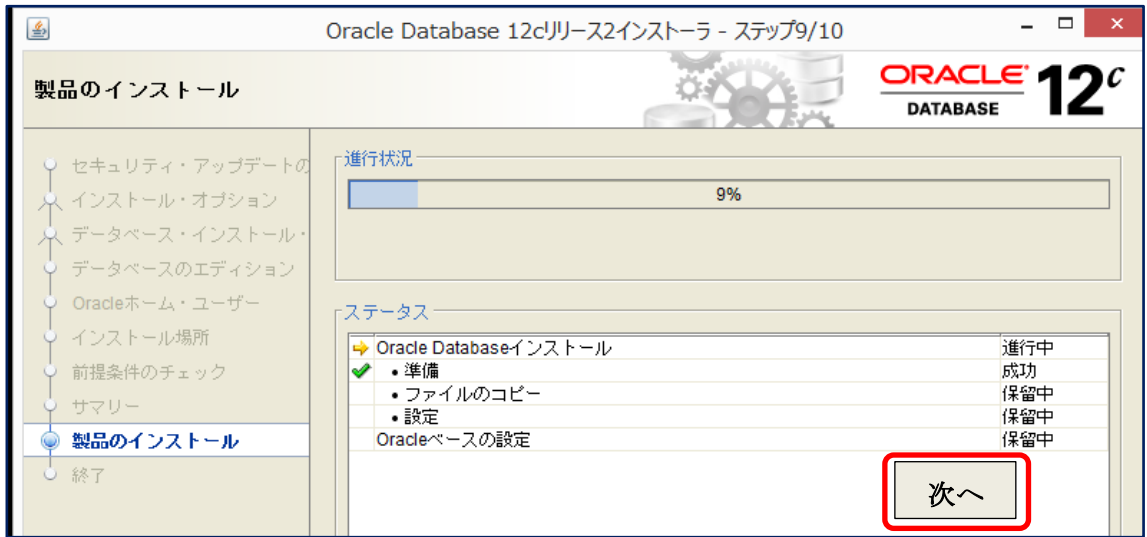 Oracle Database 12cリリース2インストーラ - ステップ9/10
製品のインストール
ORACLE 12c
DATABASE
セキュリティ・アップデートの
インストール・オプション
データベース・インストール・
データベースのエディション
Oracleホーム・ユーザー
インストール場所
前提条件のチェック
サマリー
製品のインストール
終了
進行状況
9%
ステータス
Oracle Databaseインストール 進行中
•準備 成功
•ファイルのコピー 保留中
•設定 保留中
Oracleベースの設定 保留中
次へ